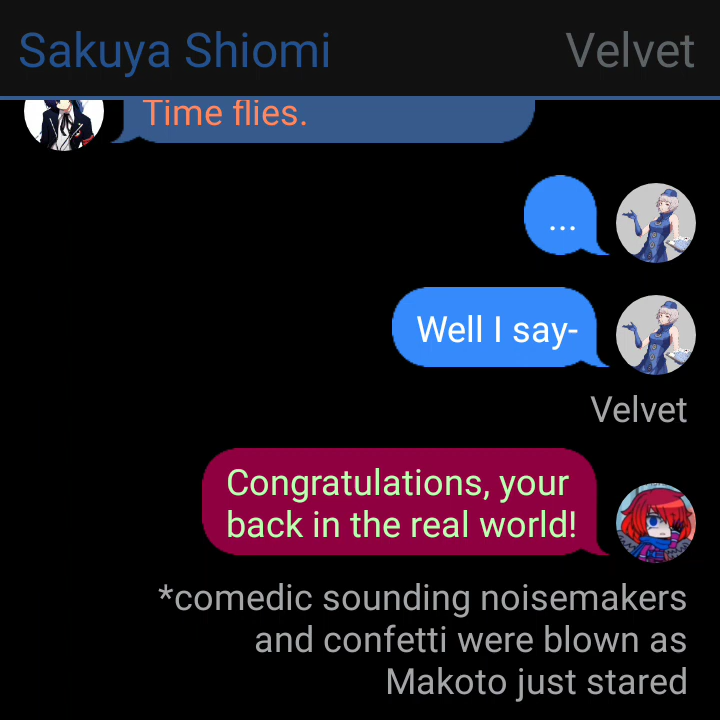 Sakuya Shiomi
Velvet
Time flies.
...
Well I say-
Velvet
Congratulations, your
back in the real world!
*comedic sounding noisemakers
and confetti were blown as
Makoto just stared